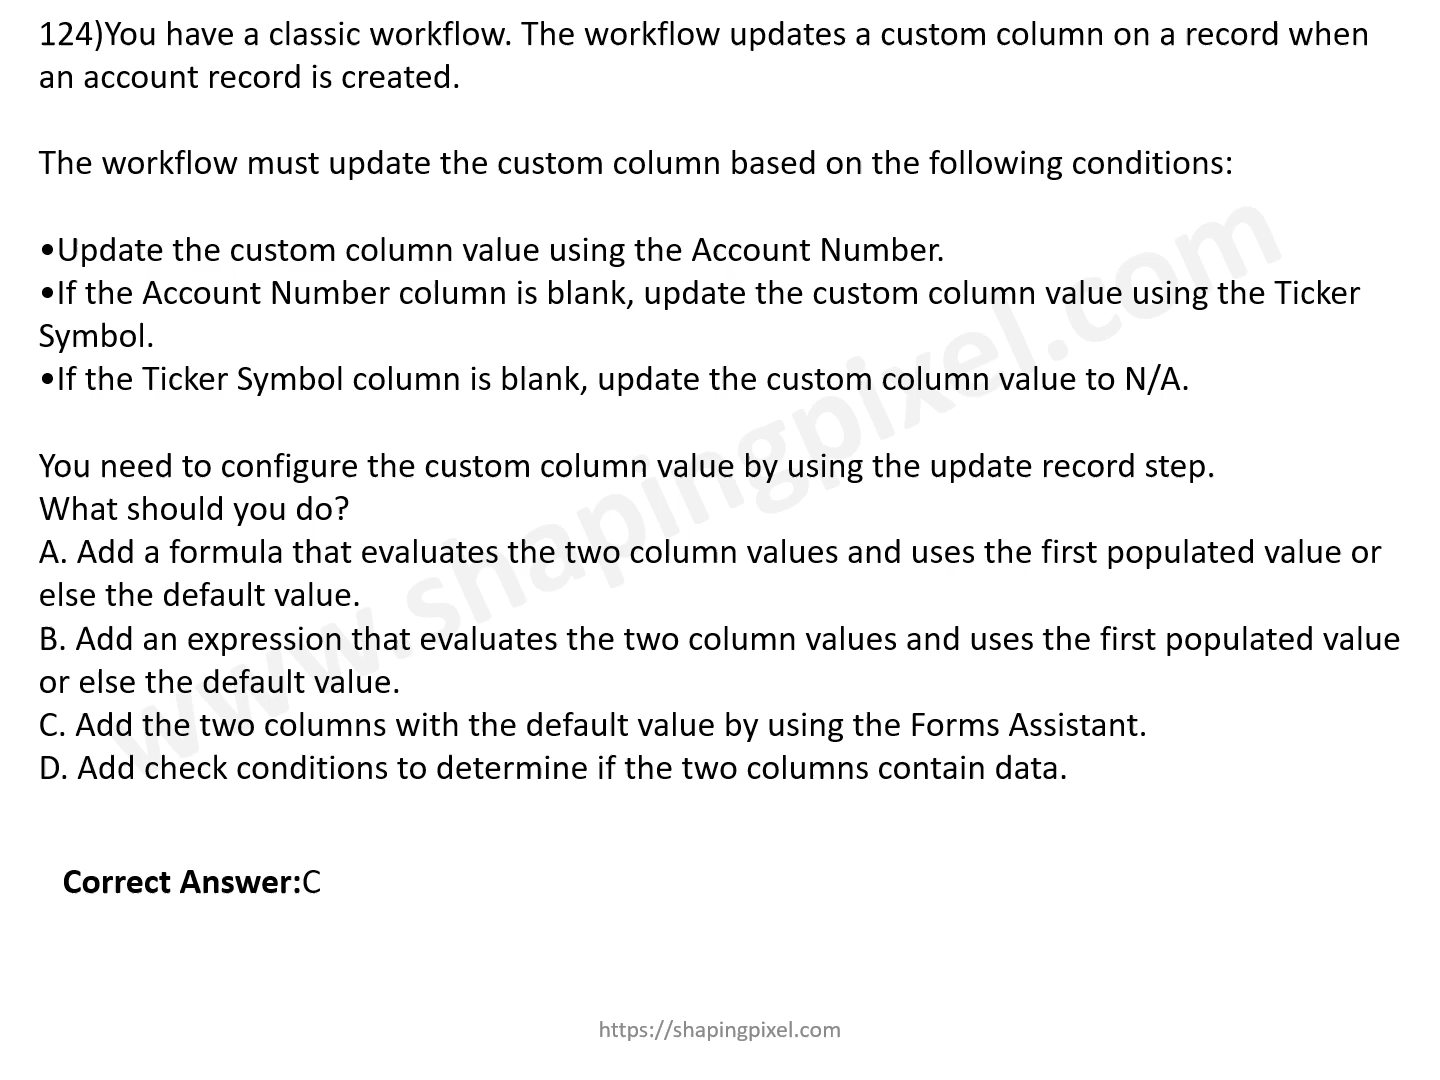 124)You have a classic workflow. The workflow updates a custom column on a record when
an account record is created.
The workflow must update the custom column based on the following conditions:
•Update the custom column value using the Account Number.
•If the Account Number column is blank, update the custom column value using the Ticker
Symbol.
•If the Ticker Symbol column is blank, update the custom column value to N/A.
You need to configure the custom column value by using the update record step.
What should you do?
A. Add a formula that evaluates the two column values and uses the first populated value or
else the default value.
B. Add an expression that evaluates the two column values and uses the first populated value
or else the default value.
C. Add the two columns with the default value by using the Forms Assistant.
D. Add check conditions to determine if the two columns contain data.
Correct Answer:C
www.shapingpixel.com
https://shapingpixel.com